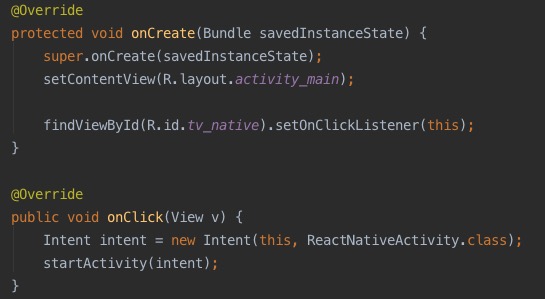 @Override
protected void onCreate(Bundle savedInstanceState) {
super.onCreate(savedInstanceState);
setContentView(R.layout.activity_main);
findViewById(R.id.tv_native).setOnClickListener(this);
}
@Override
public void onClick(View v) {
Intent intent = new Intent(this, ReactNativeActivity.class);
startActivity(intent);
}